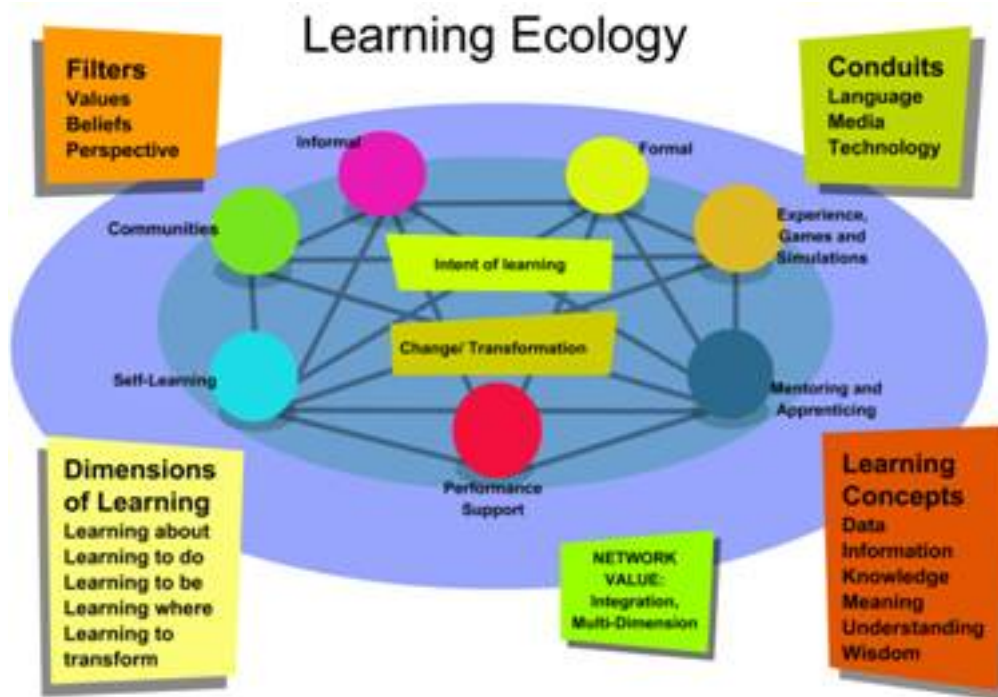 Learning Ecology
Filters
Values
Beliefs
Perspective
Conduits
Language
Media
Technology
Informal
Formal
Communities
Experience,
Games and
Simulations
Intent of learning
Change/ Transformation
Self-Learning
Mentoring and
Apprenticing
Performance
Support
Dimensions
of Learning
Learning about
Learning to do
Learning to be
Learning where
Learning to
transform
NETWORK
VALUE:
Integration,
Multi-Dimension
Learning
Concepts
Data
Information
Knowledge
Meaning
Understanding
Wisdom